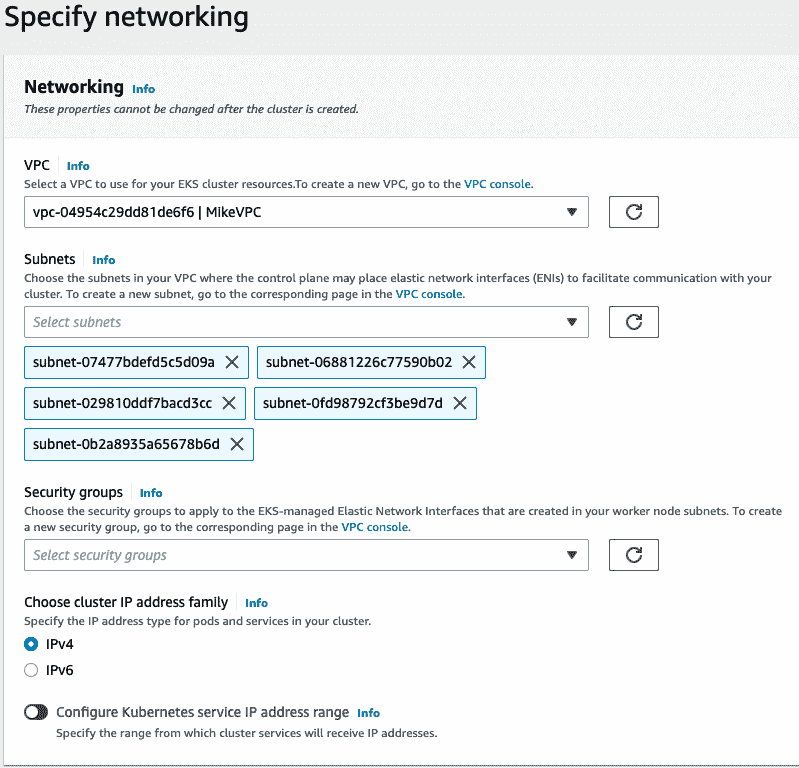 Specify networking
Networking Info
These properties cannot be changed after the cluster is created.
VPC Info
Select a VPC to use for your EKS cluster resources.To create a new VPC, go to the VPC console.
vpc-04954c29dd81de6f6 | MikeVPC
Subnets Info
Choose the subnets in your VPC where the control plane may place elastic network interfaces (ENIs) to facilitate communication with your
cluster. To create a new subnet, go to the corresponding page in the VPC console.
Select subnets
subnet-07477bdefd5c5d09a subnet-06881226c77590b02
subnet-029810ddf7bacd3cc subnet-0fd98792cf3be9d7d
subnet-0b2a8935a65678b6d
Security groups Info
Choose the security groups to apply to the EKS-managed Elastic Network Interfaces that are created in your worker node subnets. To create
a new security group, go to the corresponding page in the VPC console.
Select security groups
Choose cluster IP address family Info
Specify the IP address type for pods and services in your cluster.
IPv4
IPv6
Configure Kubernetes service IP address range Info
Specify the range from which cluster services will receive IP addresses.